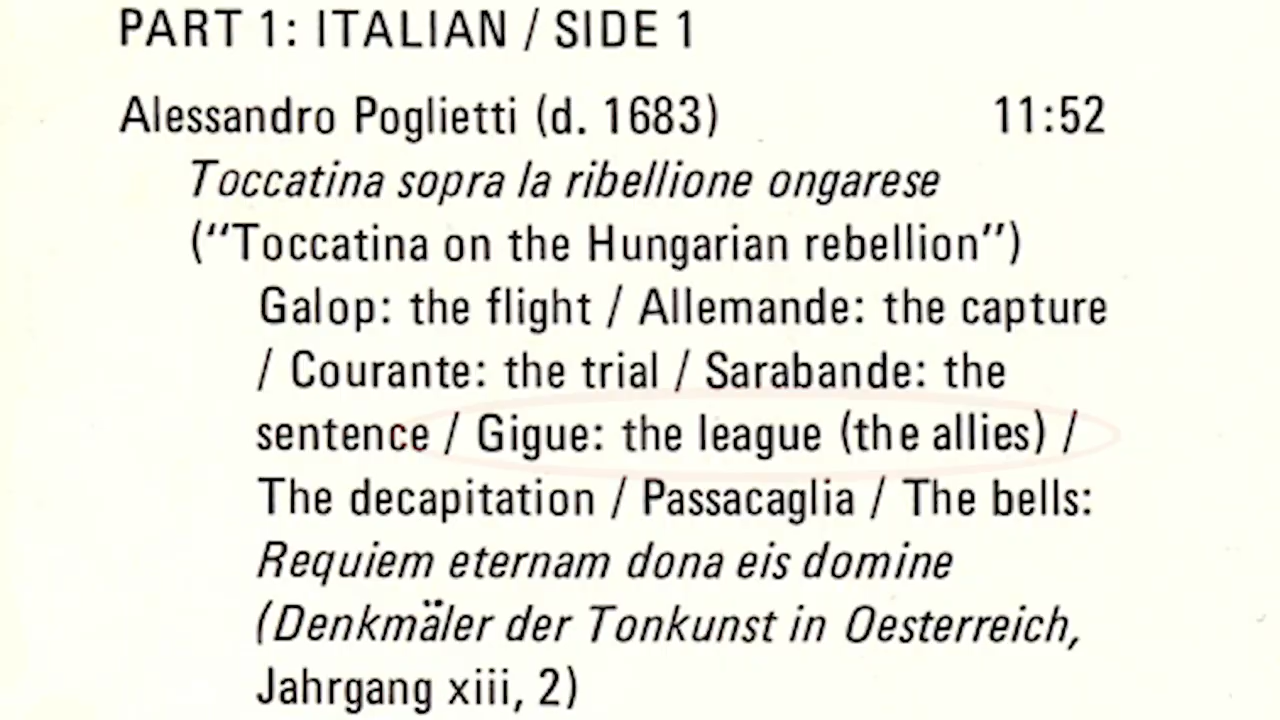 PART 1: ITALIAN / SIDE 1
Alessandro Poglietti (d. 1683) 11:52
Toccatina sopra la ribellione ongarese
("Toccatina on the Hungarian rebellion")
Galop: the flight / Allemande: the capture
/ Courante: the trial / Sarabande: the
sentence / Gigue: the league (the allies) /
The decapitation / Passacaglia / The bells:
Requiem eternam dona eis domine
(Denkmäler der Tonkunst in Oesterreich,
Jahrgang xiii, 2)